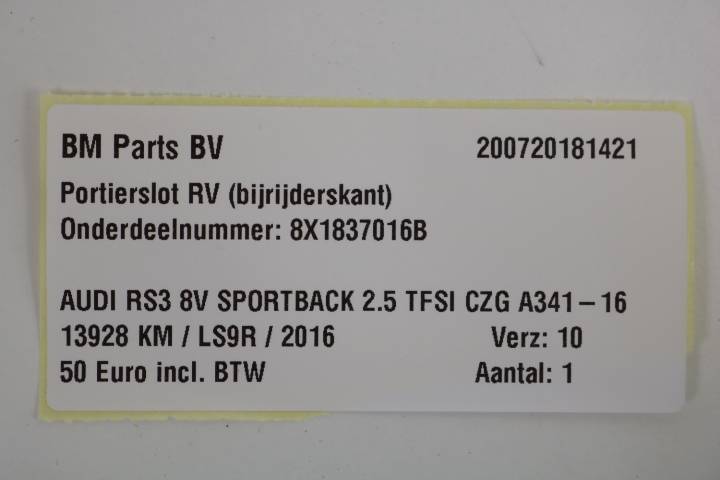 BM Parts BV 200720181421
Portierslot RV (bijrijderskant)
Onderdeelnummer: 8X1837016B
AUDI RS3 8V SPORTBACK 2.5 TFSI CZG A341-16
13928 KM / LS9R / 2016 Verz: 10
50 Euro incl. BTW Aantal: 1